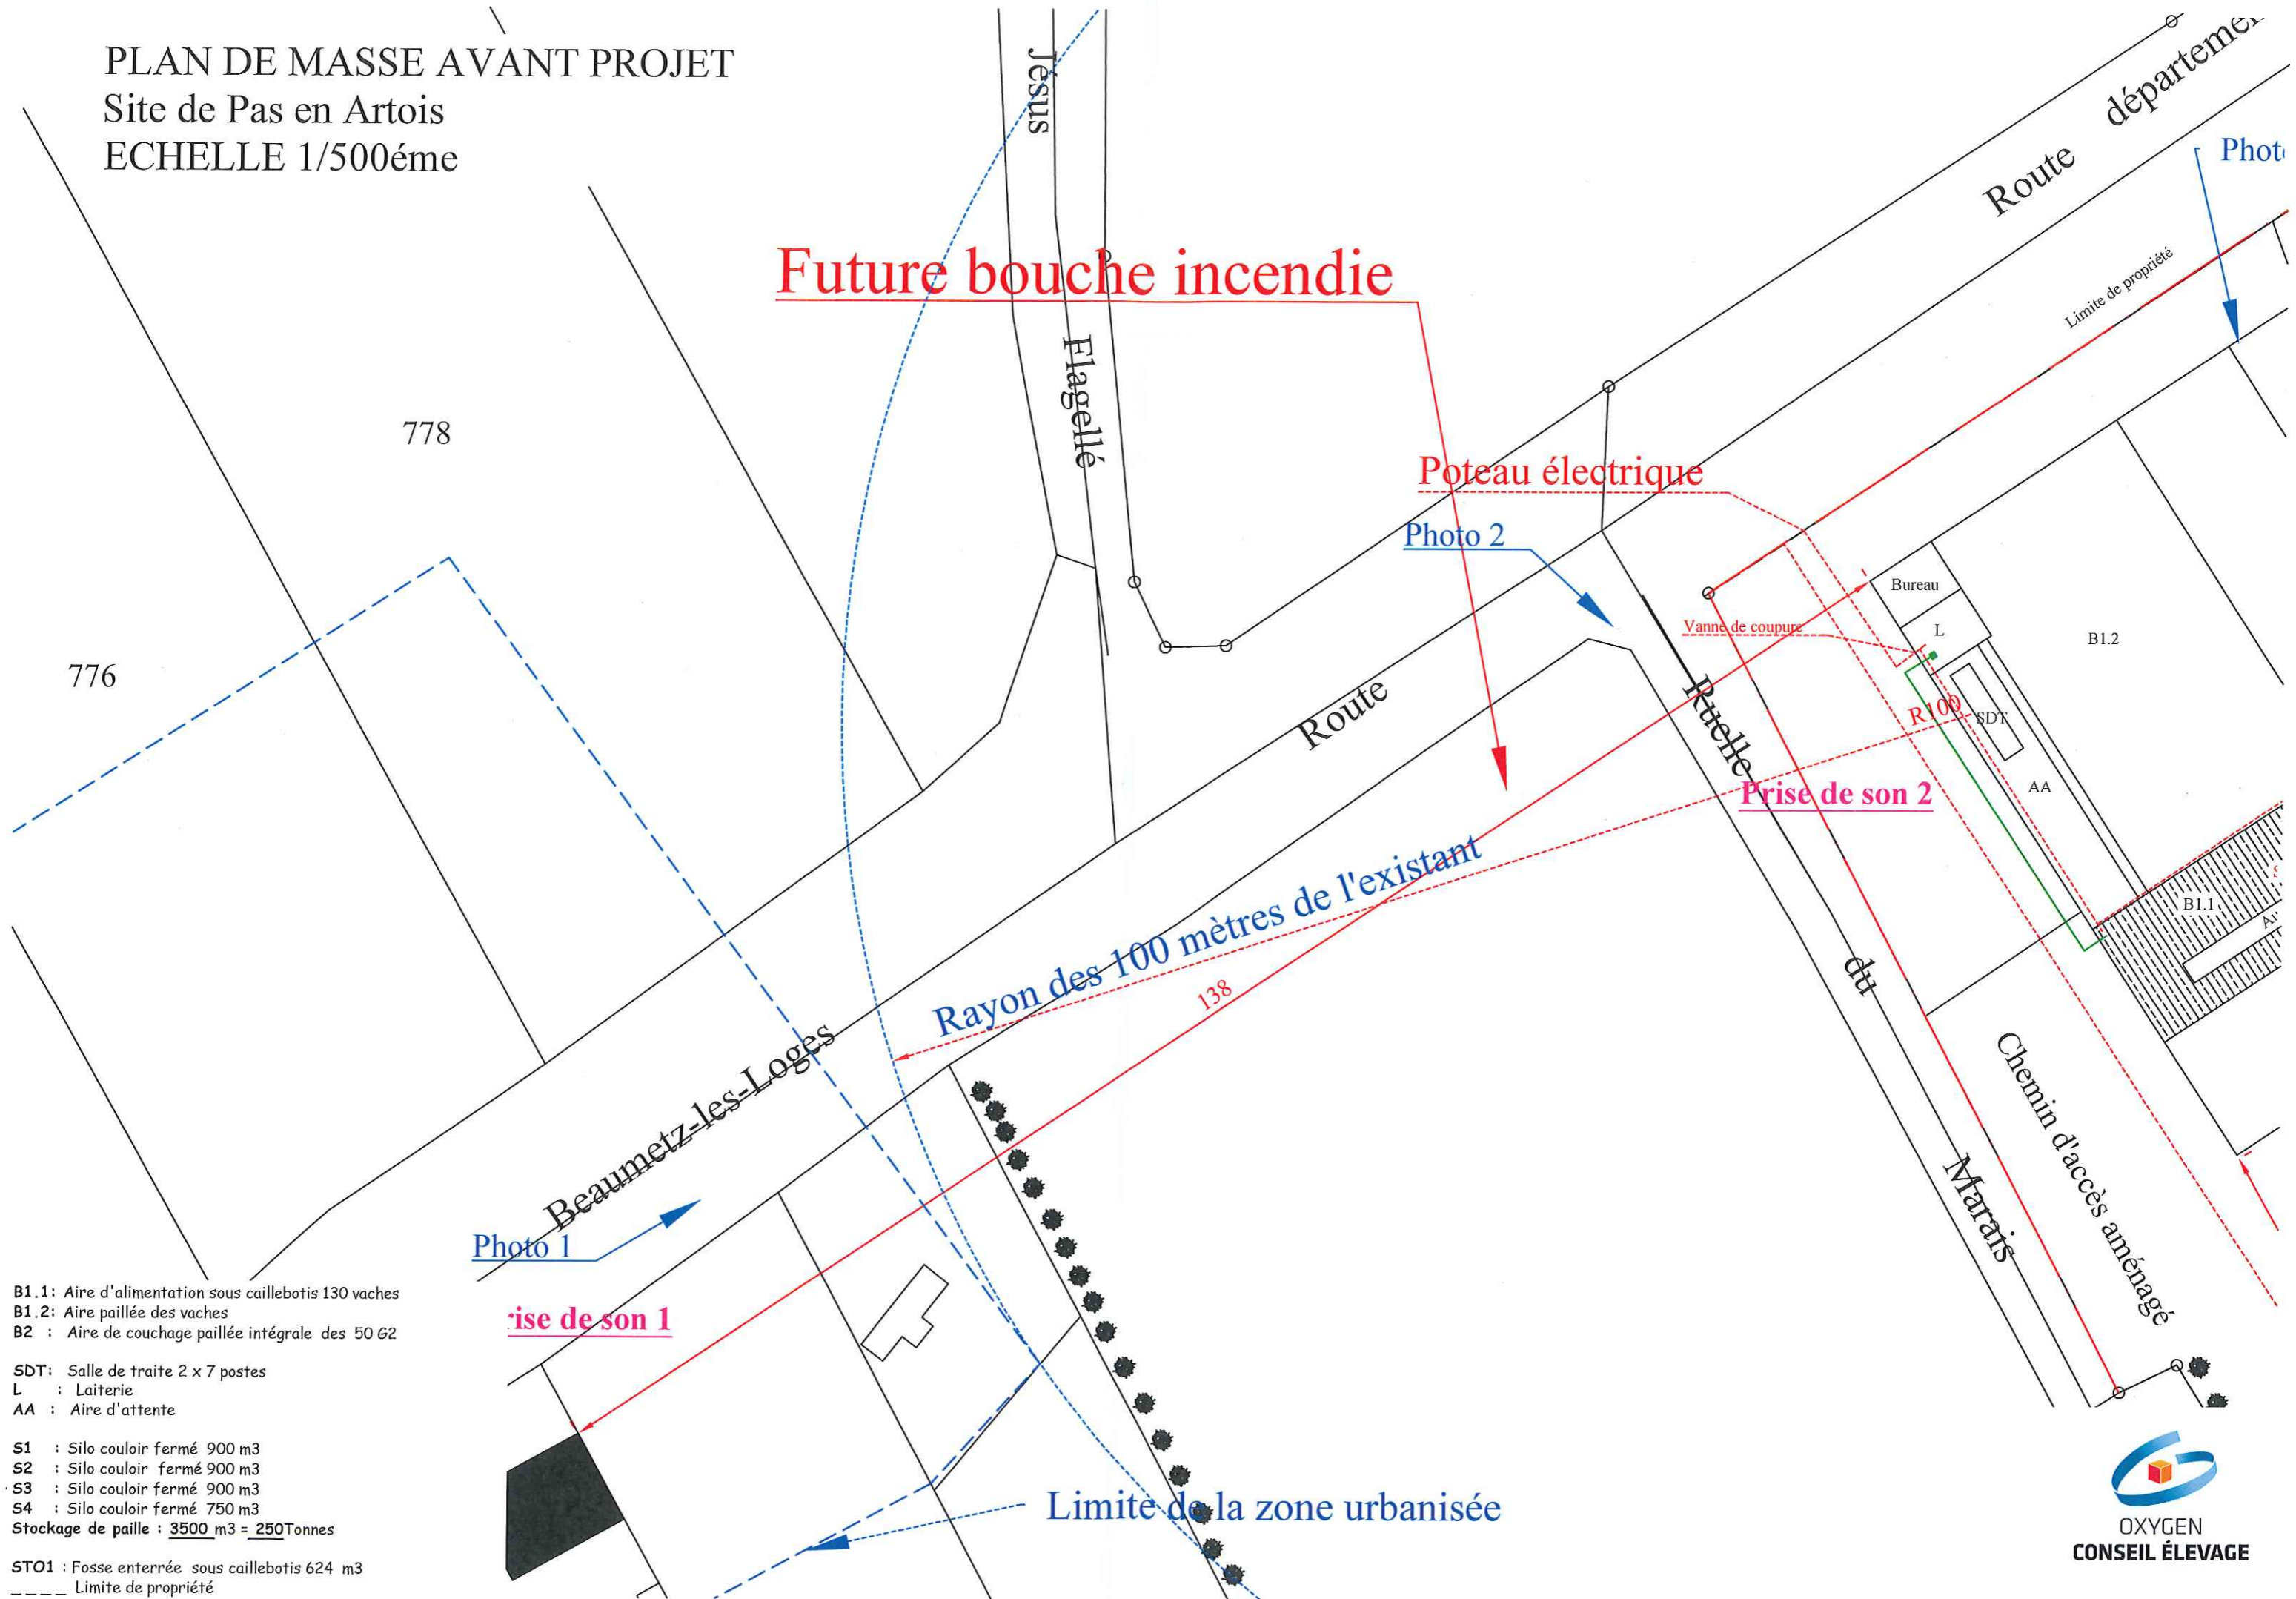 PLAN DE MASSE AVANT PROJET
Site de Pas en Artois
ECHELLE 1/500éme
Jésus
Flagellé
Route
départemen
Limite de propriété
Future bouche incendie
778
776
Poteau électrique
Photo 2
Vanne de coupure
Bureau
L
B1.2
R100
SDT
AA
Prise de son 2
B1.1
Route
Ruelle
du
Marais
Rayon des 100 mètres de l'existant
138
Beaumetz-les-Loges
Chemin d'accès aménagé
Photo 1
rise de son 1
Limite de la zone urbanisée
B1.1: Aire d'alimentation sous caillebotis 130 vaches
B1.2: Aire paillée des vaches
B2 : Aire de couchage paillée intégrale des 50 G2
SDT: Salle de traite 2 x 7 postes
L : Laiterie
AA : Aire d'attente
S1 : Silo couloir fermé 900 m3
S2 : Silo couloir fermé 900 m3
S3 : Silo couloir fermé 900 m3
S4 : Silo couloir fermé 750 m3
Stockage de paille : 3500 m3 = 250Tonnes
STO1 : Fosse enterrée sous caillebotis 624 m3
____ Limite de propriété
OXYGEN
CONSEIL ÉLEVAGE